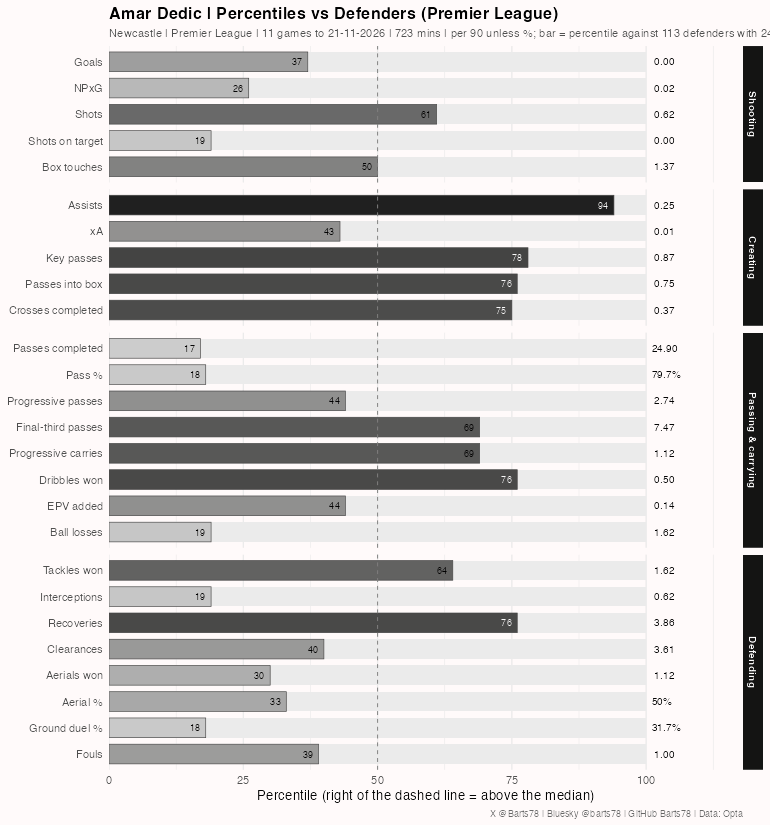 Amar Dedic | Percentiles vs Defenders (Premier League)
Newcastle | Premier League | 11 games to 21-11-2026 | 723 mins | per 90 unless %; bar = percentile against 113 defenders with 24
Shooting
Goals 37 0.00
NPxG 26 0.02
Shots 61 0.62
Shots on target 19 0.00
Box touches 50 1.37
Creating
Assists 94 0.25
xA 43 0.01
Key passes 78 0.87
Passes into box 76 0.75
Crosses completed 75 0.37
Passing & carrying
Passes completed 17 24.90
Pass % 18 79.7%
Progressive passes 44 2.74
Final-third passes 69 7.47
Progressive carries 69 1.12
Dribbles won 76 0.50
EPV added 44 0.14
Ball losses 19 1.62
Defending
Tackles won 64 1.62
Interceptions 19 0.62
Recoveries 76 3.86
Clearances 40 3.61
Aerials won 30 1.12
Aerial % 33 50%
Ground duel % 18 31.7%
Fouls 39 1.00
0 25 50 75 100
Percentile (right of the dashed line = above the median)
X @Barts78 | Bluesky @barts78 | GitHub Barts78 | Data: Opta